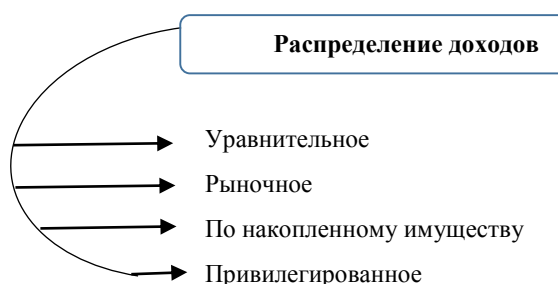 Распределение доходов
Уравнительное
Рыночное
По накопленному имуществу
Привилегированное